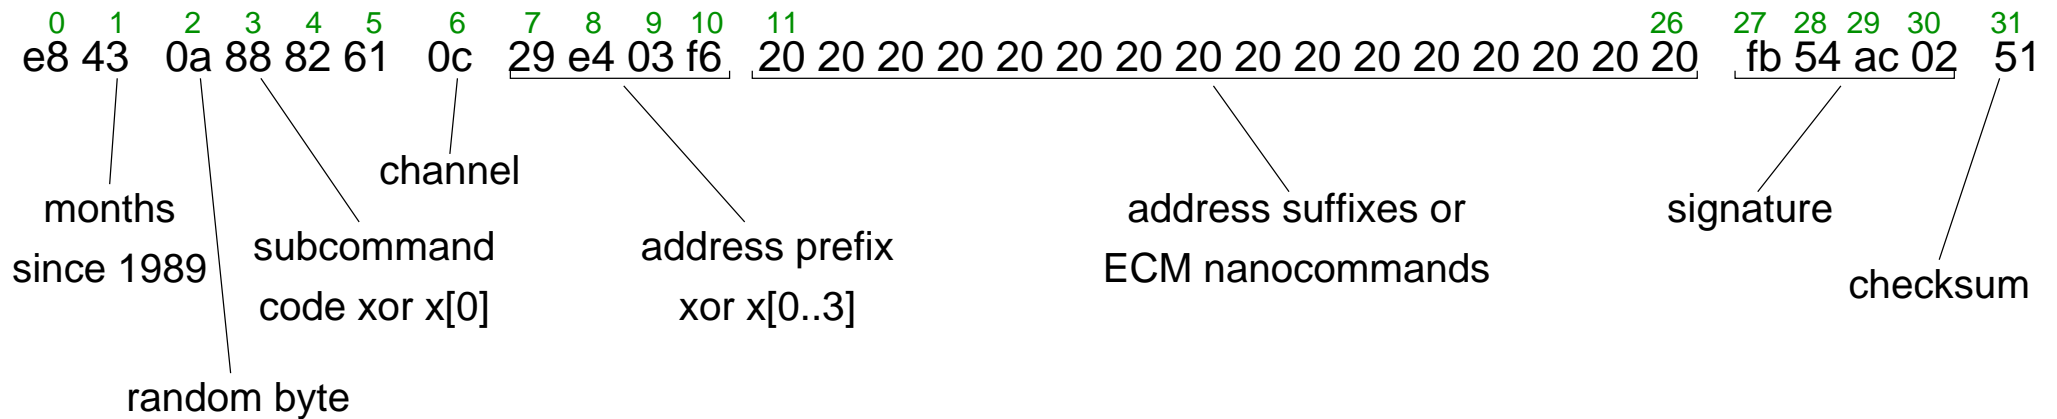 0 1 2 3 4 5 6 7 8 9 10 11 26 27 28 29 30 31
e8 43 0a 88 82 61 0c 29 e4 03 f6 20 20 20 20 20 20 20 20 20 20 20 20 20 20 20 20 fb 54 ac 02 51
channel
months
since 1989
subcommand
code xor x[0]
address prefix
xor x[0..3]
address suffixes or
ECM nanocommands
signature
checksum
random byte